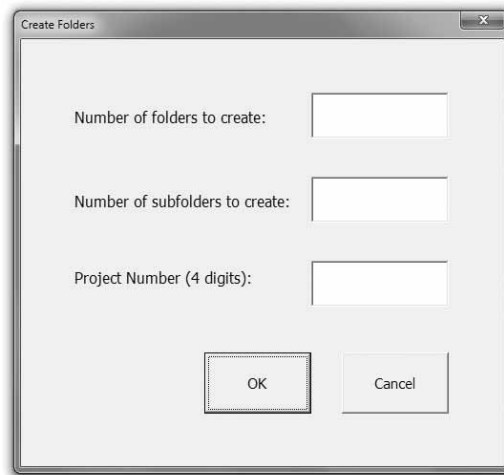 Create Folders
x
Number of folders to create:
Number of subfolders to create:
Project Number (4 digits):
OK
Cancel